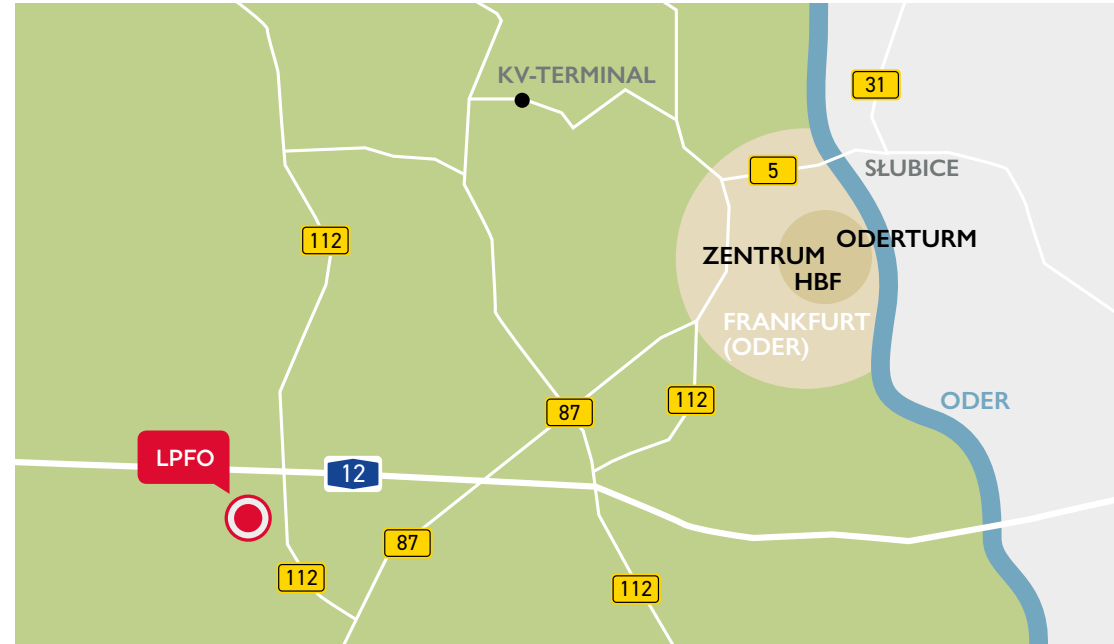 KV-TERMINAL
31
5
SŁUBICE
112
ODERTURM
ZENTRUM
HBF
FRANKFURT
(ODER)
112
87
ODER
LPFO
12
87
112
112